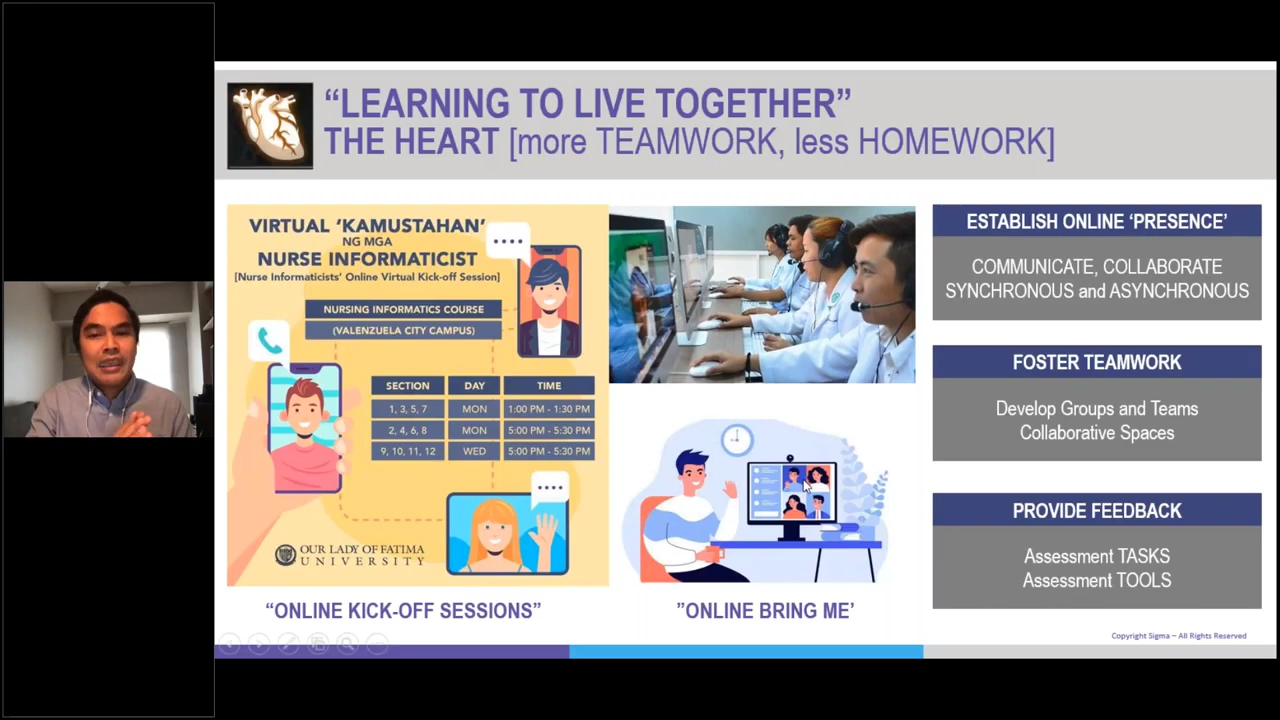 “LEARNING TO LIVE TOGETHER”
THE HEART [more TEAMWORK, less HOMEWORK]
VIRTUAL ‘KAMUSTAHAN’
NG MGA
NURSE INFORMATICIST
[Nurse Informaticists' Online Virtual Kick-off Session]
NURSING INFORMATICS COURSE
(VALENZUELA CITY CAMPUS)
SECTION DAY TIME
1, 3, 5, 7 MON 1:00 PM - 1:30 PM
2, 4, 6, 8 MON 5:00 PM - 5:30 PM
9, 10, 11, 12 WED 5:00 PM - 5:30 PM
OUR LADY OF FATIMA
UNIVERSITY
“ONLINE KICK-OFF SESSIONS”
”ONLINE BRING ME’
ESTABLISH ONLINE ‘PRESENCE’
COMMUNICATE, COLLABORATE
SYNCHRONOUS and ASYNCHRONOUS
FOSTER TEAMWORK
Develop Groups and Teams
Collaborative Spaces
PROVIDE FEEDBACK
Assessment TASKS
Assessment TOOLS
Copyright Sigma – All Rights Reserved